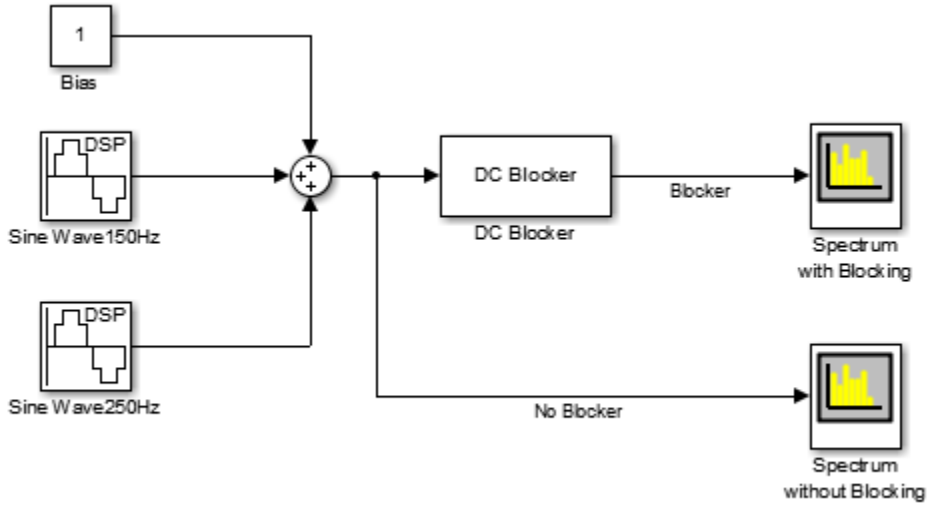 1
Bias
DSP
Sine Wave150Hz
DC Blocker
DC Blocker
Blocker
Spectrum
with Blocking
DSP
Sine Wave250Hz
No Blocker
Spectrum
without Blocking